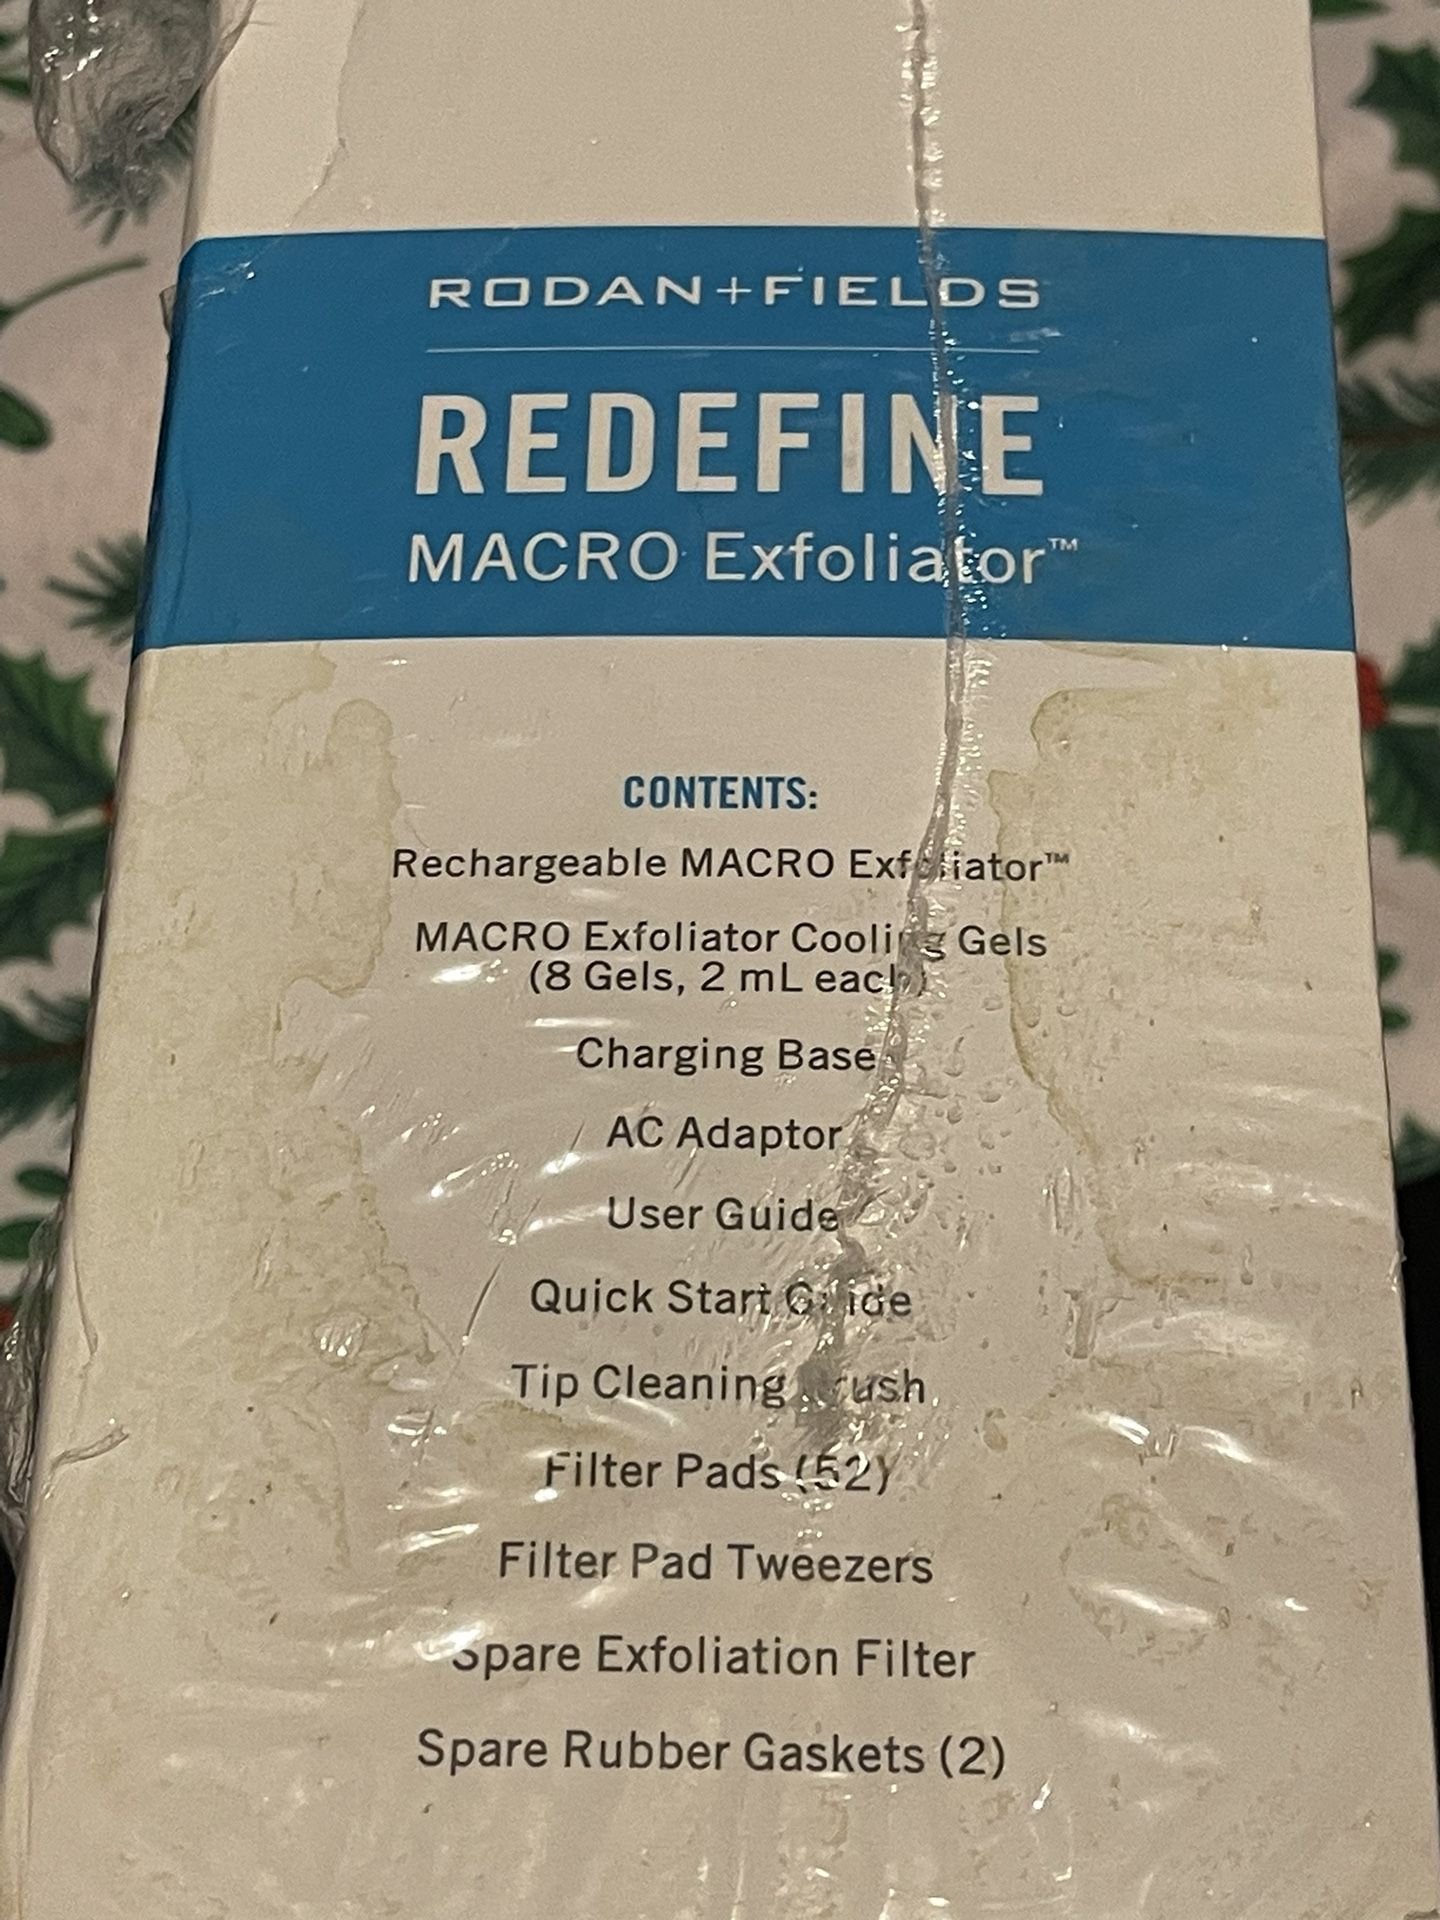 RODAN+FIELDS
REDEFINE
MACRO Exfoliator™
CONTENTS:
Rechargeable MACRO Exfoliator™
MACRO Exfoliator Cooling Gels
(8 Gels, 2 mL each)
Charging Base
AC Adaptor
User Guide
Quick Start Guide
Tip Cleaning Brush
Filter Pads (52)
Filter Pad Tweezers
Spare Exfoliation Filter
Spare Rubber Gaskets (2)